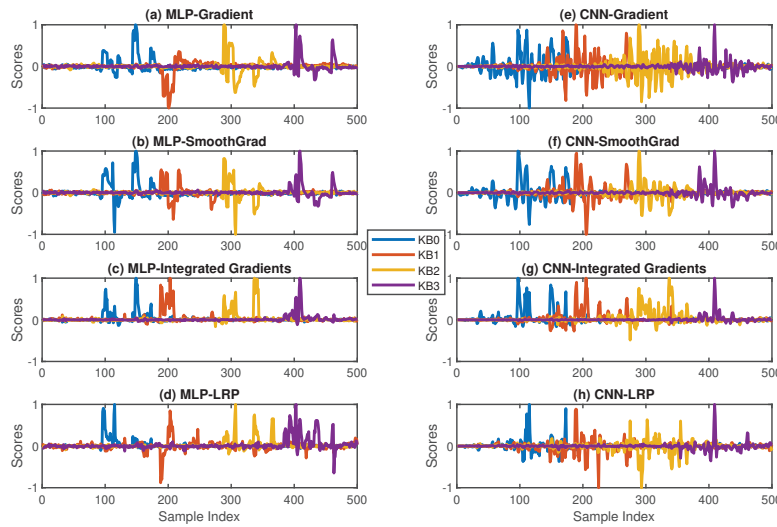 (a) MLP-Gradient
1
0
-1
Scores
0 100 200 300 400 500
(b) MLP-SmoothGrad
1
0
-1
Scores
0 100 200 300 400 500
(c) MLP-Integrated Gradients
1
0
-1
Scores
0 100 200 300 400 500
(d) MLP-LRP
1
0
-1
Scores
0 100 200 300 400 500
Sample Index
KB0
KB1
KB2
KB3
(e) CNN-Gradient
1
0
-1
Scores
0 100 200 300 400 500
(f) CNN-SmoothGrad
1
0
-1
Scores
0 100 200 300 400 500
(g) CNN-Integrated Gradients
1
0
-1
Scores
0 100 200 300 400 500
(h) CNN-LRP
1
0
-1
Scores
0 100 200 300 400 500
Sample Index